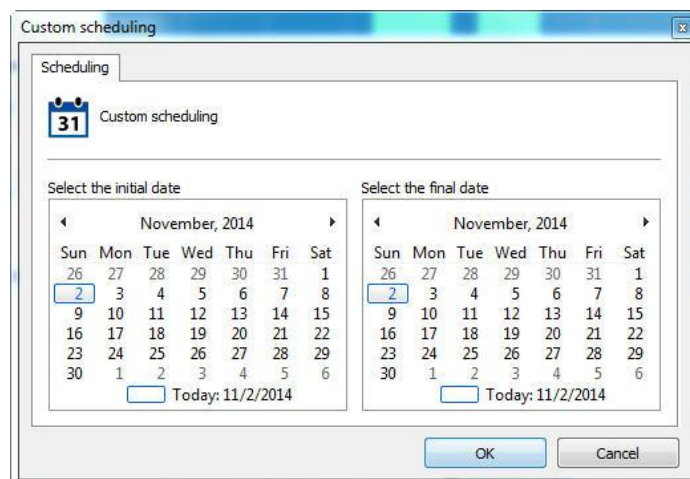 Custom scheduling
Scheduling
31
Custom scheduling
Select the initial date
November, 2014
Sun Mon Tue Wed Thu Fri Sat
26 27 28 29 30 31 1
2 3 4 5 6 7 8
9 10 11 12 13 14 15
16 17 18 19 20 21 22
23 24 25 26 27 28 29
30 1 2 3 4 5 6
Today: 11/2/2014
Select the final date
November, 2014
Sun Mon Tue Wed Thu Fri Sat
26 27 28 29 30 31 1
2 3 4 5 6 7 8
9 10 11 12 13 14 15
16 17 18 19 20 21 22
23 24 25 26 27 28 29
30 1 2 3 4 5 6
Today: 11/2/2014
OK
Cancel